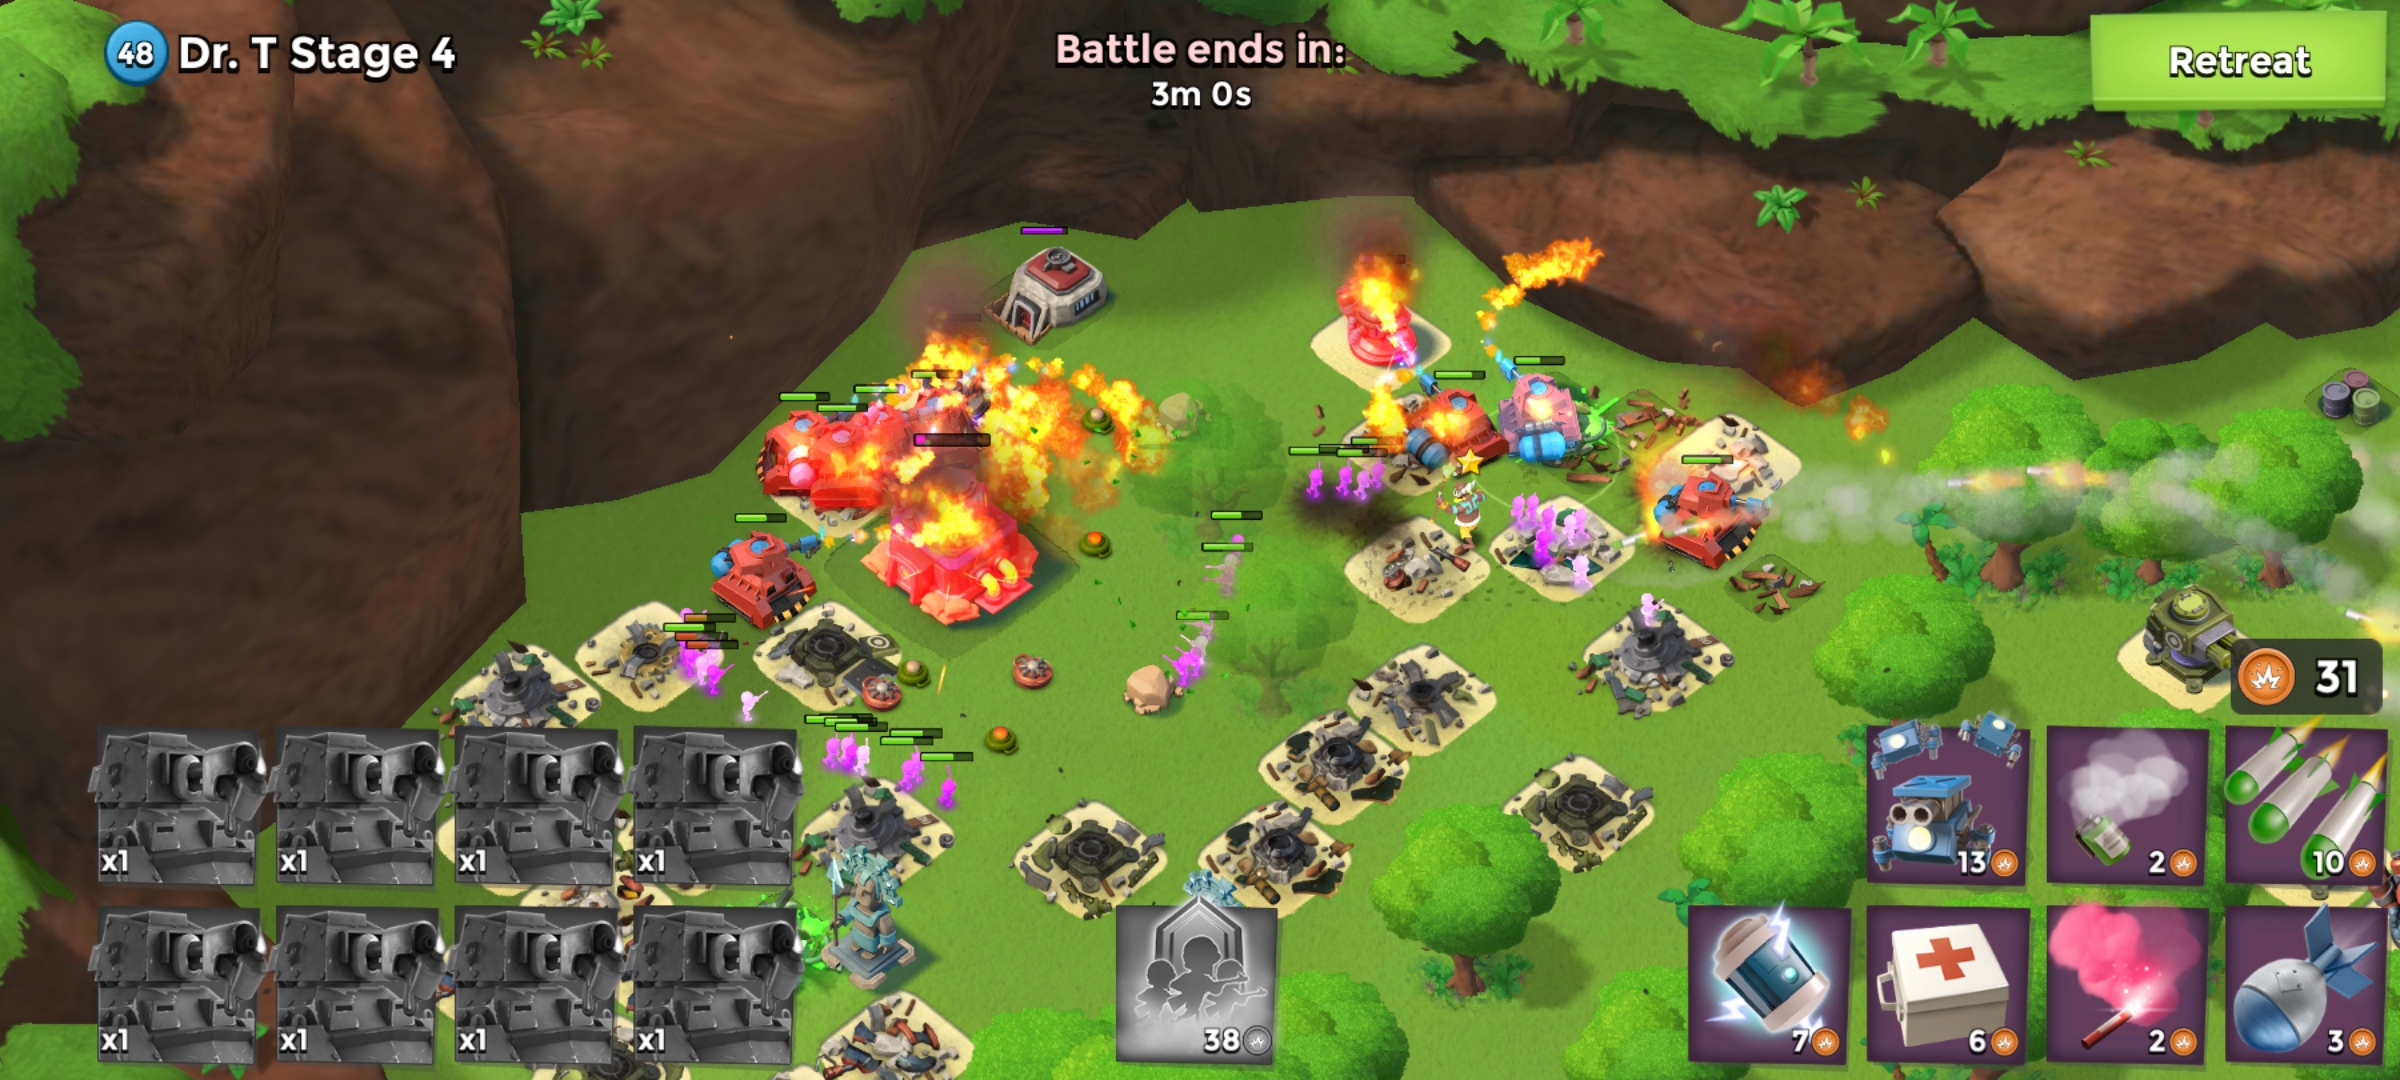 48 Dr. T Stage 4
Battle ends in:
3m 0s
Retreat
31
x1 x1 x1 x1
13 2 10
x1 x1 x1 x1
38
7 6 2 3